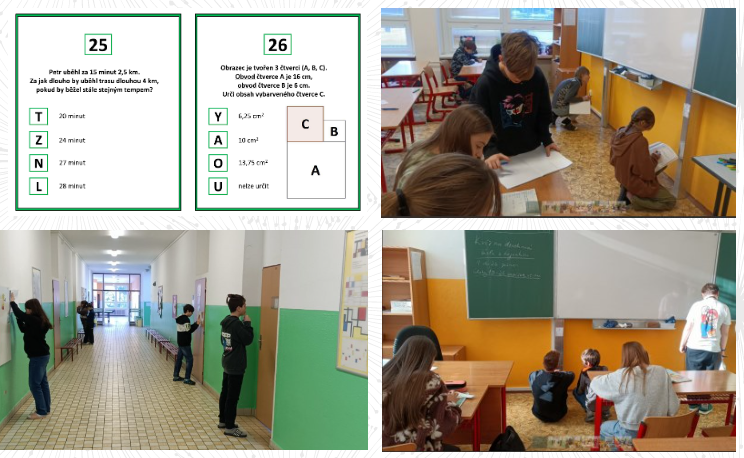 25
Petr uběhl za 15 minut 2,5 km.
Za jak dlouho by uběhl trasu dlouhou 4 km,
pokud by běžel stále stejným tempem?
T 20 minut
Z 24 minut
N 27 minut
L 28 minut
26
Obrazec je tvořen 3 čtverci (A, B, C).
Obvod čtverce A je 16 cm,
obvod čtverce B je 6 cm.
Urči obsah vybarveného čtverce C.
Y 6,25 cm²
A 10 cm²
O 13,75 cm²
U nelze určit
C
B
A